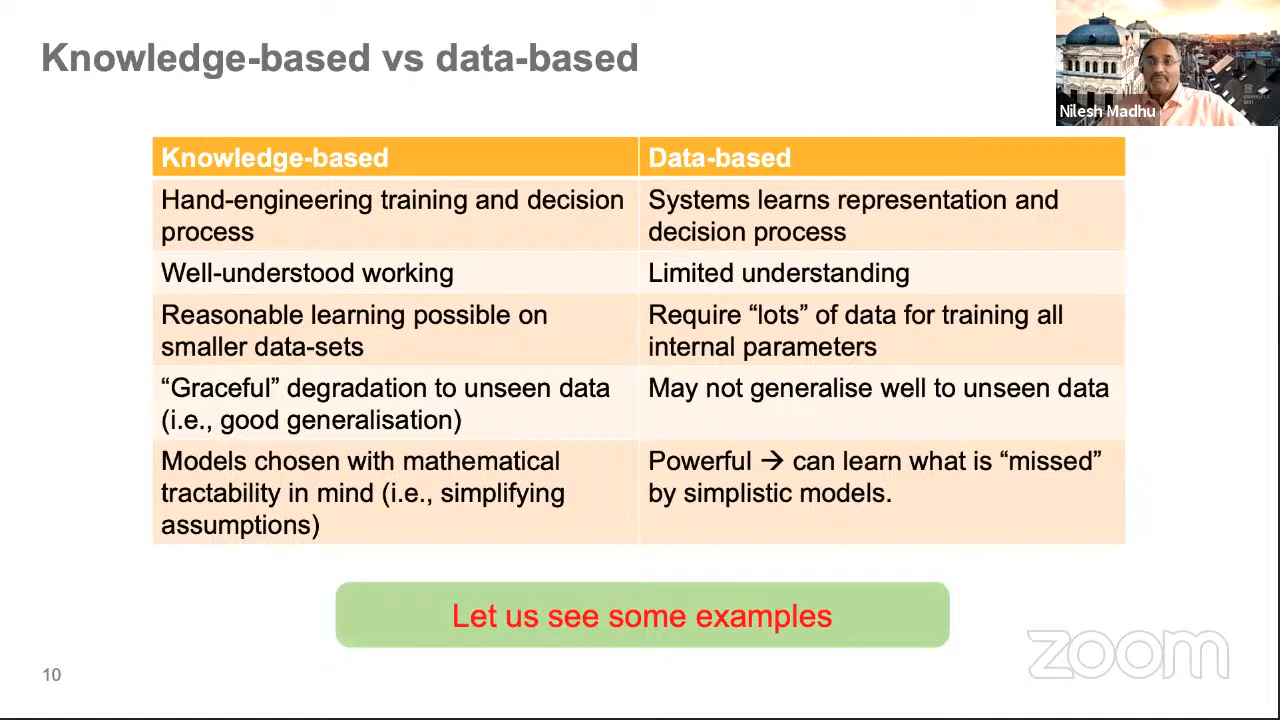 Knowledge-based vs data-based
Nilesh Madhu
Knowledge-based
Data-based
Hand-engineering training and decision
process
Systems learns representation and
decision process
Well-understood working
Limited understanding
Reasonable learning possible on
smaller data-sets
Require “lots” of data for training all
internal parameters
“Graceful” degradation to unseen data
(i.e., good generalisation)
May not generalise well to unseen data
Models chosen with mathematical
tractability in mind (i.e., simplifying
assumptions)
Powerful → can learn what is “missed”
by simplistic models.
Let us see some examples
zoom
10